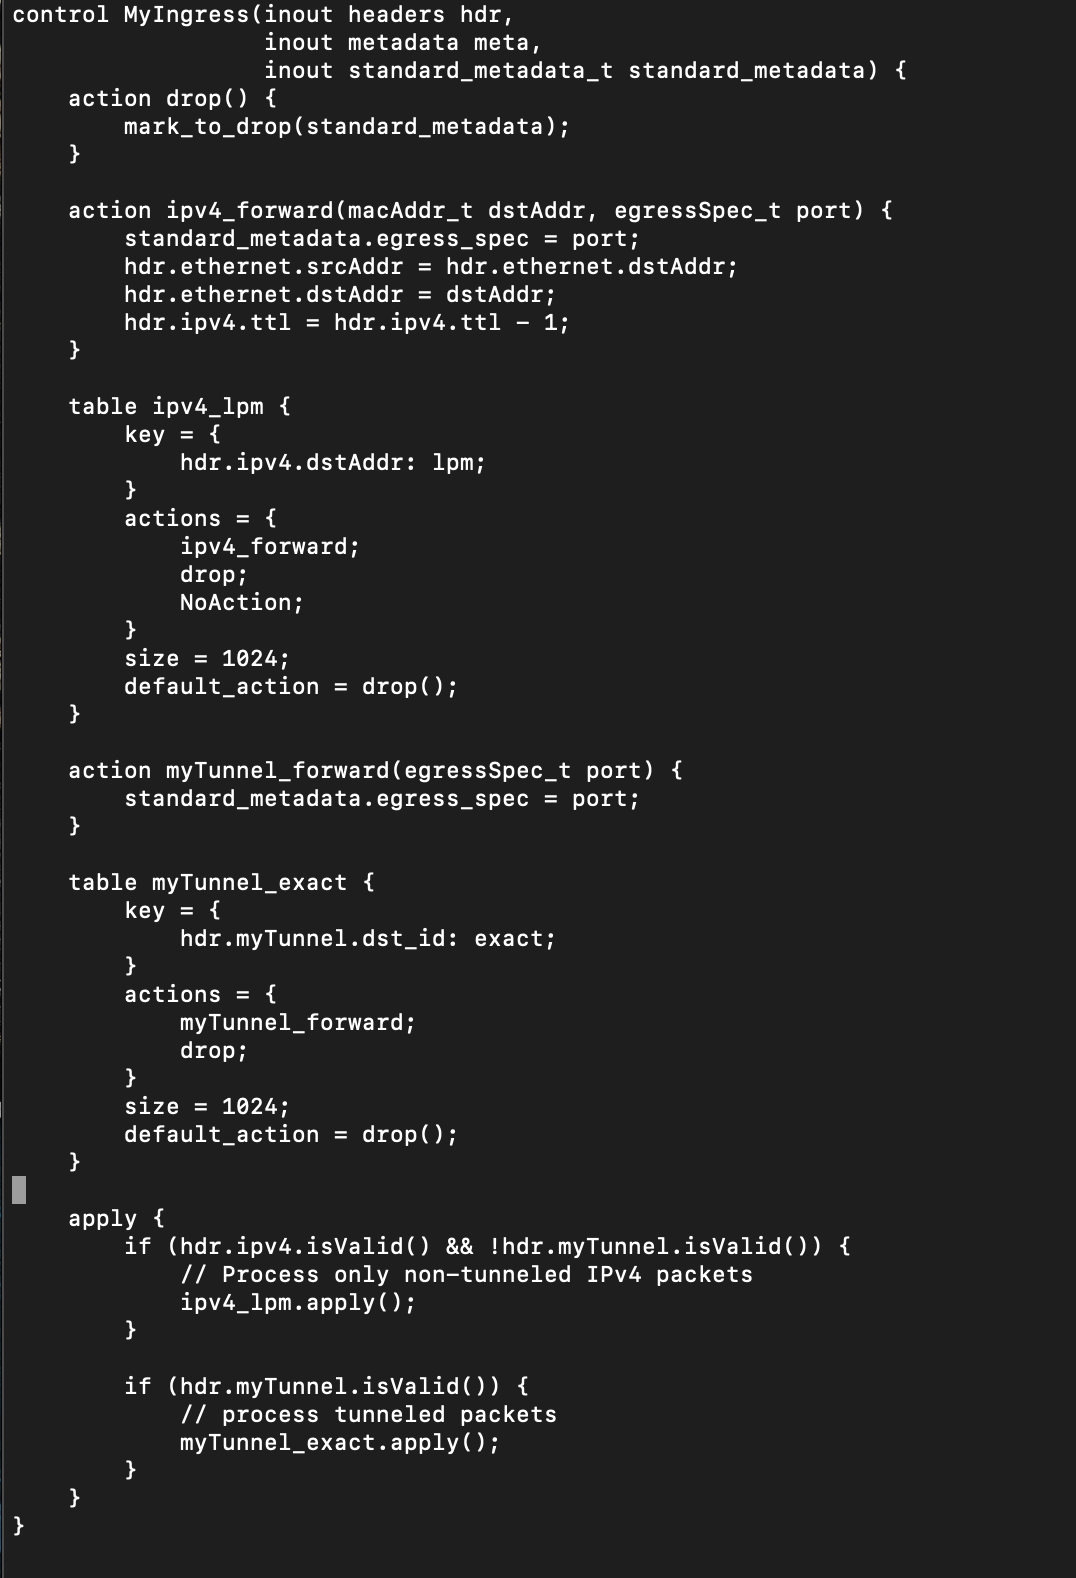 control MyIngress(inout headers hdr,
                  inout metadata meta,
                  inout standard_metadata_t standard_metadata) {
    action drop() {
        mark_to_drop(standard_metadata);
    }

    action ipv4_forward(macAddr_t dstAddr, egressSpec_t port) {
        standard_metadata.egress_spec = port;
        hdr.ethernet.srcAddr = hdr.ethernet.dstAddr;
        hdr.ethernet.dstAddr = dstAddr;
        hdr.ipv4.ttl = hdr.ipv4.ttl - 1;
    }

    table ipv4_lpm {
        key = {
            hdr.ipv4.dstAddr: lpm;
        }
        actions = {
            ipv4_forward;
            drop;
            NoAction;
        }
        size = 1024;
        default_action = drop();
    }

    action myTunnel_forward(egressSpec_t port) {
        standard_metadata.egress_spec = port;
    }

    table myTunnel_exact {
        key = {
            hdr.myTunnel.dst_id: exact;
        }
        actions = {
            myTunnel_forward;
            drop;
        }
        size = 1024;
        default_action = drop();
    }

    apply {
        if (hdr.ipv4.isValid() && !hdr.myTunnel.isValid()) {
            // Process only non-tunneled IPv4 packets
            ipv4_lpm.apply();
        }

        if (hdr.myTunnel.isValid()) {
            // process tunneled packets
            myTunnel_exact.apply();
        }
    }
}